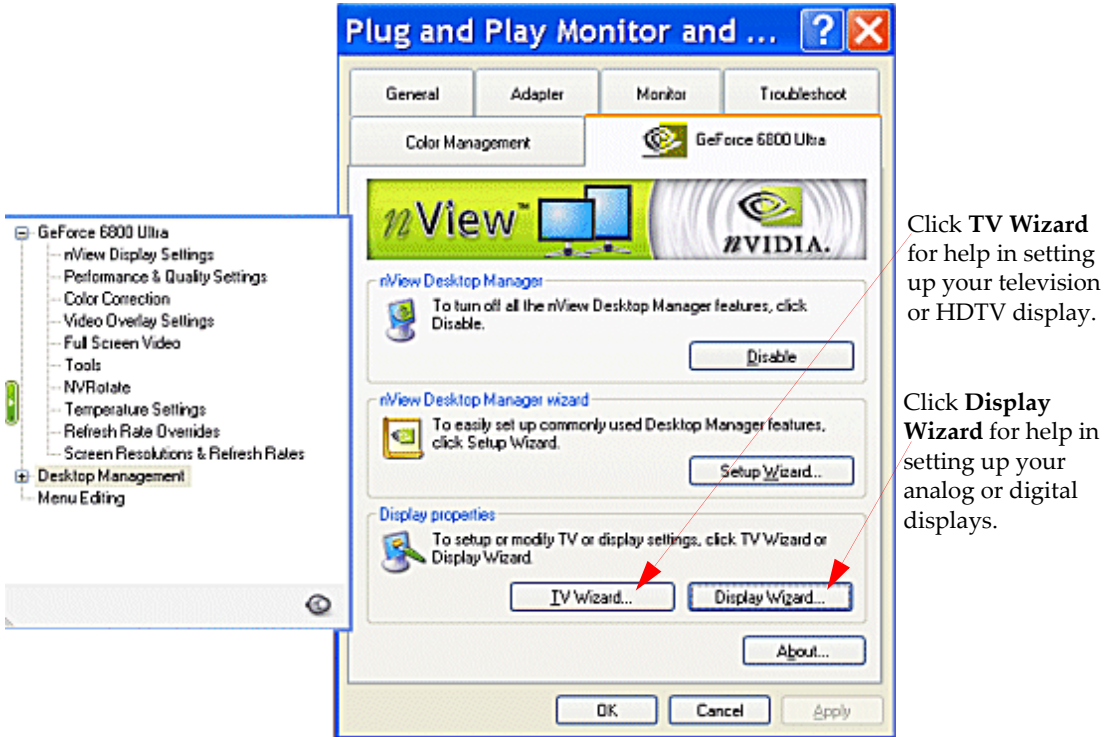 Plug and Play Monitor and ...
General Adapter Monitor Troubleshoot
Color Management GeForce 6800 Ultra
nView™ NVIDIA.
GeForce 6800 Ultra
nView Display Settings
Performance & Quality Settings
Color Correction
Video Overlay Settings
Full Screen Video
Tools
NVRotate
Temperature Settings
Refresh Rate Overrides
Screen Resolutions & Refresh Rates
Desktop Management
Menu Editing
nView Desktop Manager
To turn off all the nView Desktop Manager features, click
Disable.
Disable
nView Desktop Manager wizard
To easily set up commonly used Desktop Manager features,
click Setup Wizard.
Setup Wizard...
Display properties
To setup or modify TV or display settings, click TV Wizard or
Display Wizard.
TV Wizard... Display Wizard...
About...
OK Cancel Apply
Click TV Wizard
for help in setting
up your television
or HDTV display.
Click Display
Wizard for help in
setting up your
analog or digital
displays.